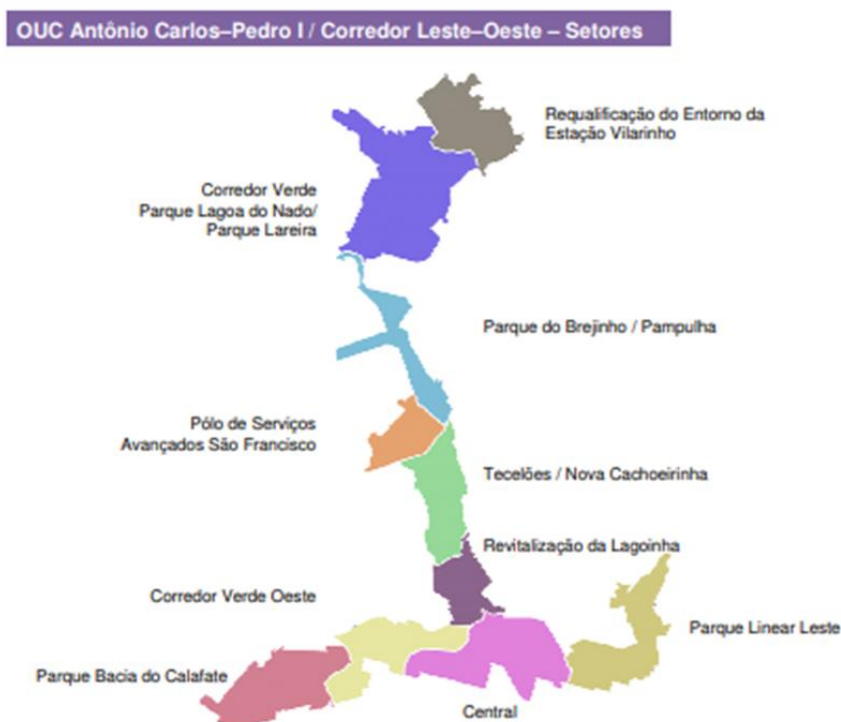 OUC Antônio Carlos–Pedro I / Corredor Leste–Oeste – Setores
Requalificação do Entorno da
Estação Vilarinho
Corredor Verde
Parque Lagoa do Nado/
Parque Lareira
Parque do Brejinho / Pampulha
Pólo de Serviços
Avançados São Francisco
Tecelões / Nova Cachoeirinha
Revitalização da Lagoinha
Corredor Verde Oeste
Parque Linear Leste
Parque Bacia do Calafate
Central